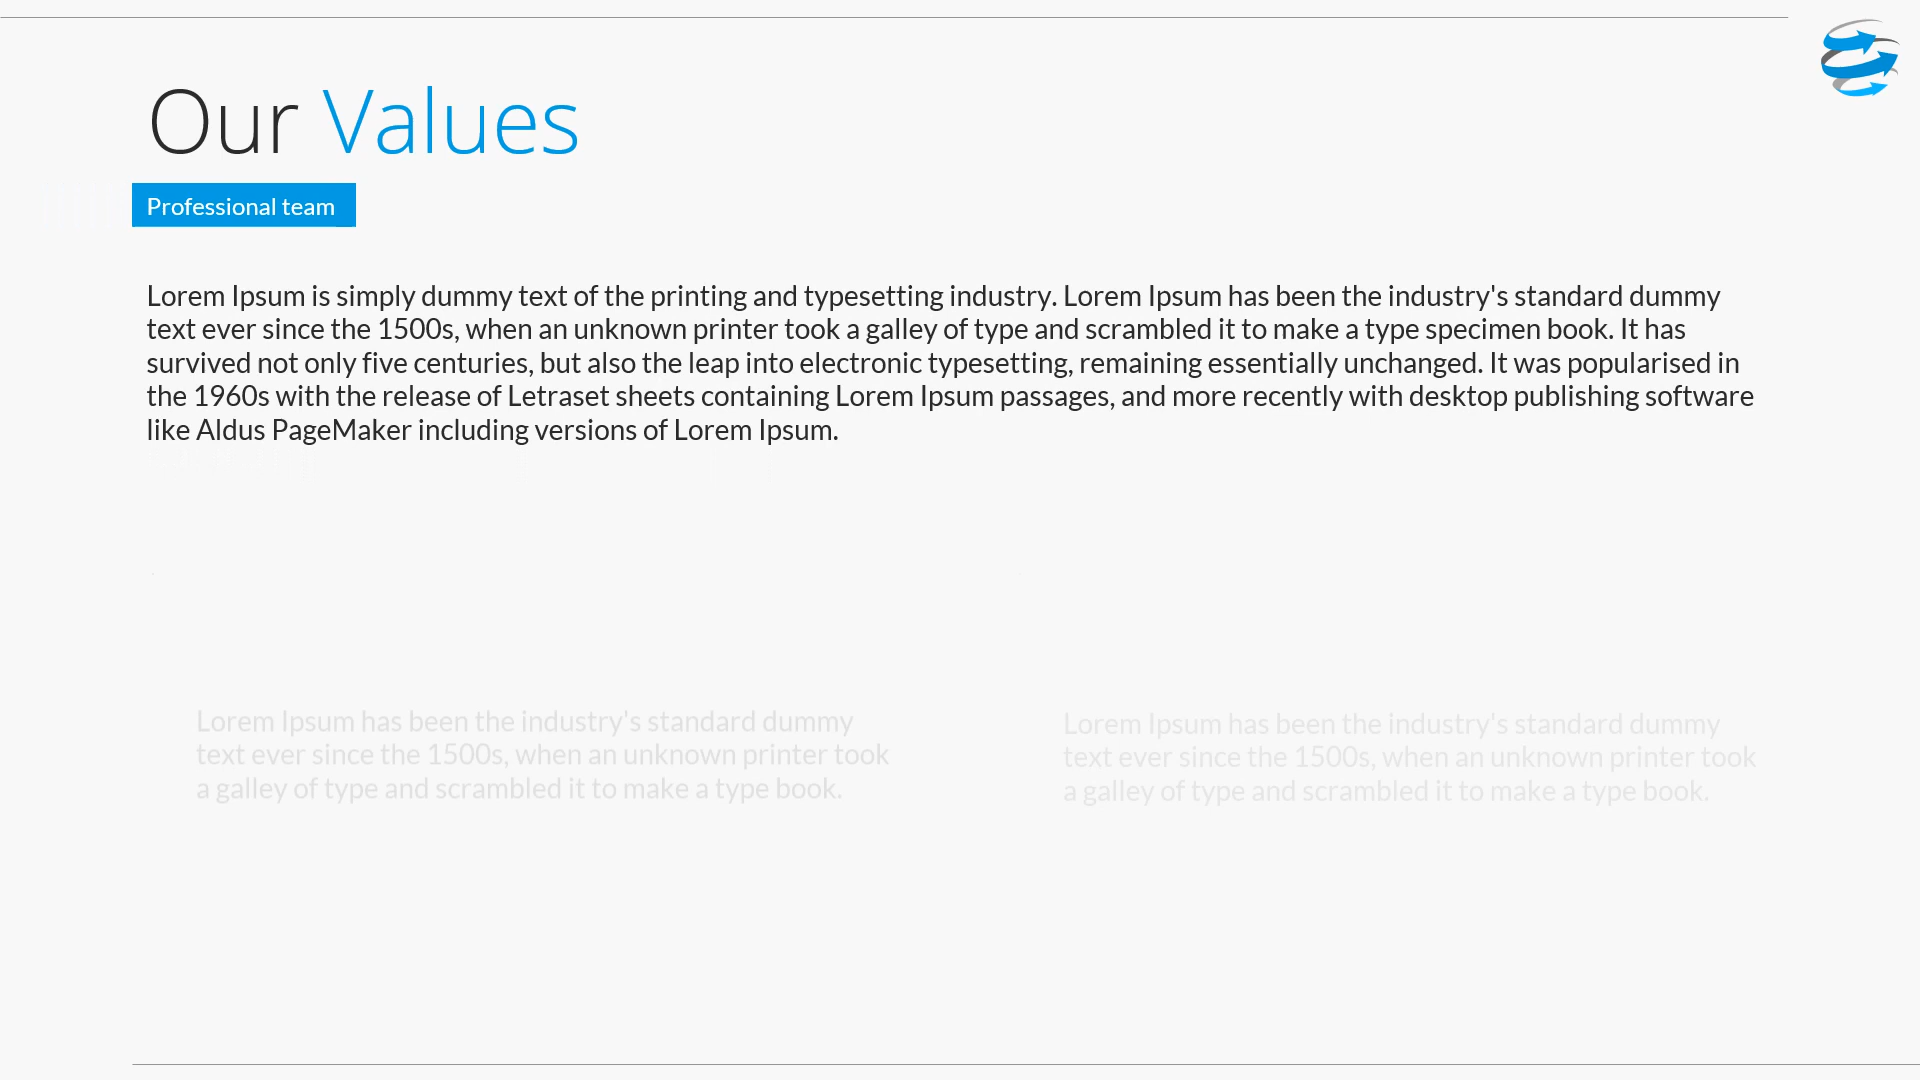 Our Values
Professional team
Lorem Ipsum is simply dummy text of the printing and typesetting industry. Lorem Ipsum has been the industry's standard dummy
text ever since the 1500s, when an unknown printer took a galley of type and scrambled it to make a type specimen book. It has
survived not only five centuries, but also the leap into electronic typesetting, remaining essentially unchanged. It was popularised in
the 1960s with the release of Letraset sheets containing Lorem Ipsum passages, and more recently with desktop publishing software
like Aldus PageMaker including versions of Lorem Ipsum.
Lorem Ipsum has been the industry's standard dummy
text ever since the 1500s, when an unknown printer took
a galley of type and scrambled it to make a type book.
Lorem Ipsum has been the industry's standard dummy
text ever since the 1500s, when an unknown printer took
a galley of type and scrambled it to make a type book.